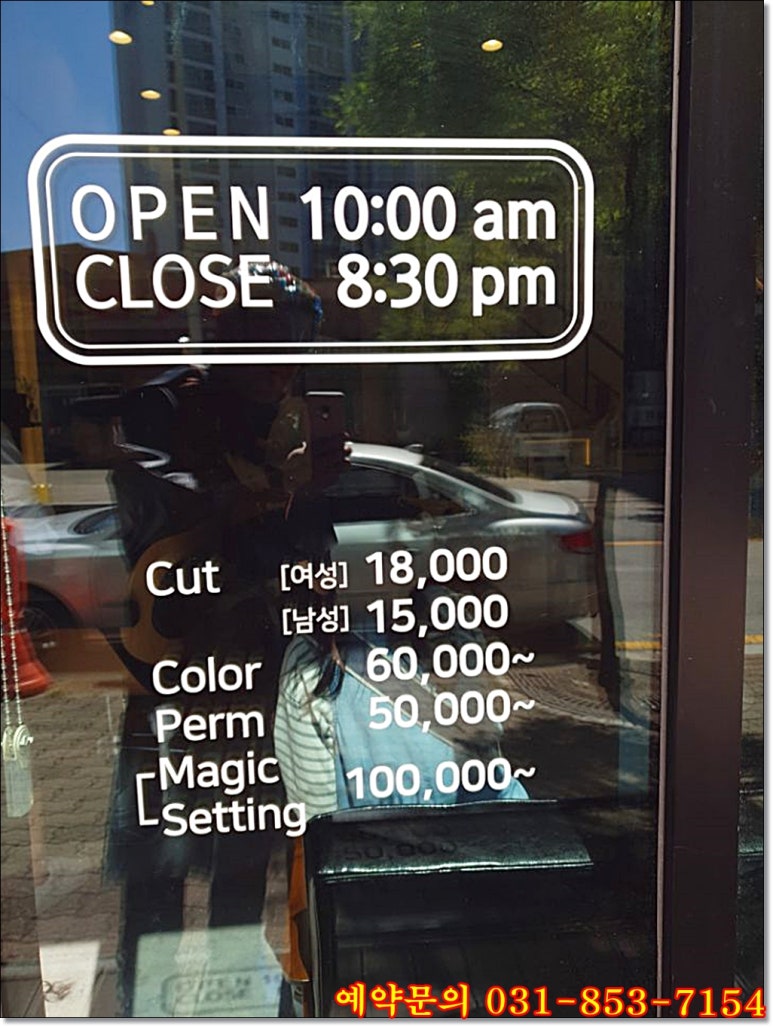 OPEN 10:00 am
CLOSE 8:30 pm
Cut [여성] 18,000
[남성] 15,000
Color 60,000~
Perm 50,000~
Magic
Setting 100,000~
예약문의 031-853-7154